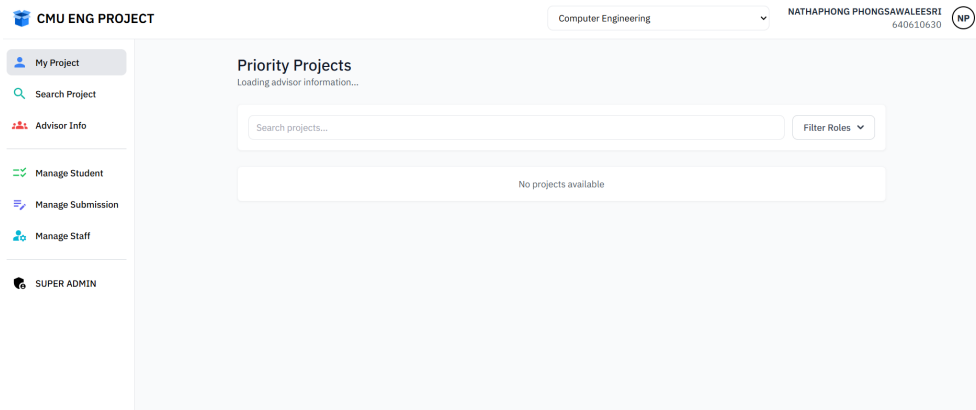 CMU ENG PROJECT
Computer Engineering
NATHAPHONG PHONGSAWALEESRI
640610630
NP
My Project
Search Project
Advisor Info
Manage Student
Manage Submission
Manage Staff
SUPER ADMIN
Priority Projects
Loading advisor information...
Search projects...
Filter Roles
No projects available